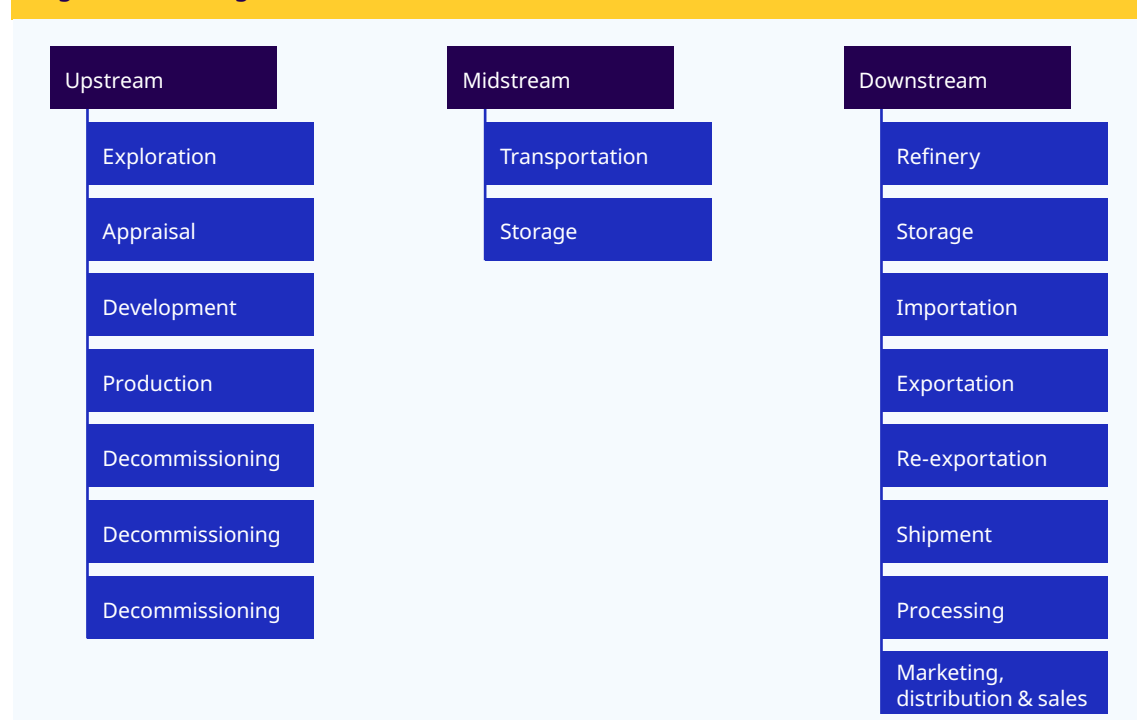 Upstream
Exploration
Appraisal
Development
Production
Decommissioning
Decommissioning
Decommissioning
Midstream
Transportation
Storage
Downstream
Refinery
Storage
Importation
Exportation
Re-exportation
Shipment
Processing
Marketing,
distribution & sales